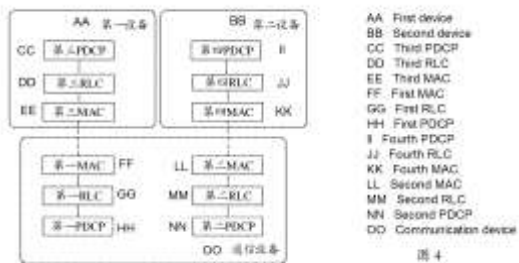 AA 第一设备
BB 第二设备
CC 第三PDCP
第四PDCP II
DD 第三RLC
第四RLC JJ
EE 第三MAC
第四MAC KK
第一MAC FF
LL 第二MAC
第一RLC GG
MM 第二RLC
第一PDCP HH
NN 第二PDCP
OO 通信设备
AA First device
BB Second device
CC Third PDCP
DD Third RLC
EE Third MAC
FF First MAC
GG First RLC
HH First PDCP
II Fourth PDCP
JJ Fourth RLC
KK Fourth MAC
LL Second MAC
MM Second RLC
NN Second PDCP
OO Communication device
图 4